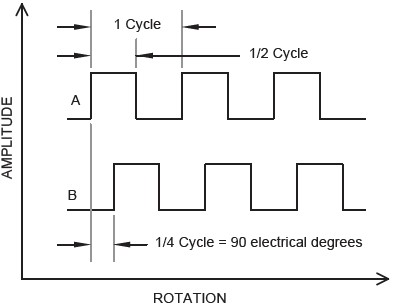 1 Cycle
1/2 Cycle
A
AMPLITUDE
B
1/4 Cycle = 90 electrical degrees
ROTATION